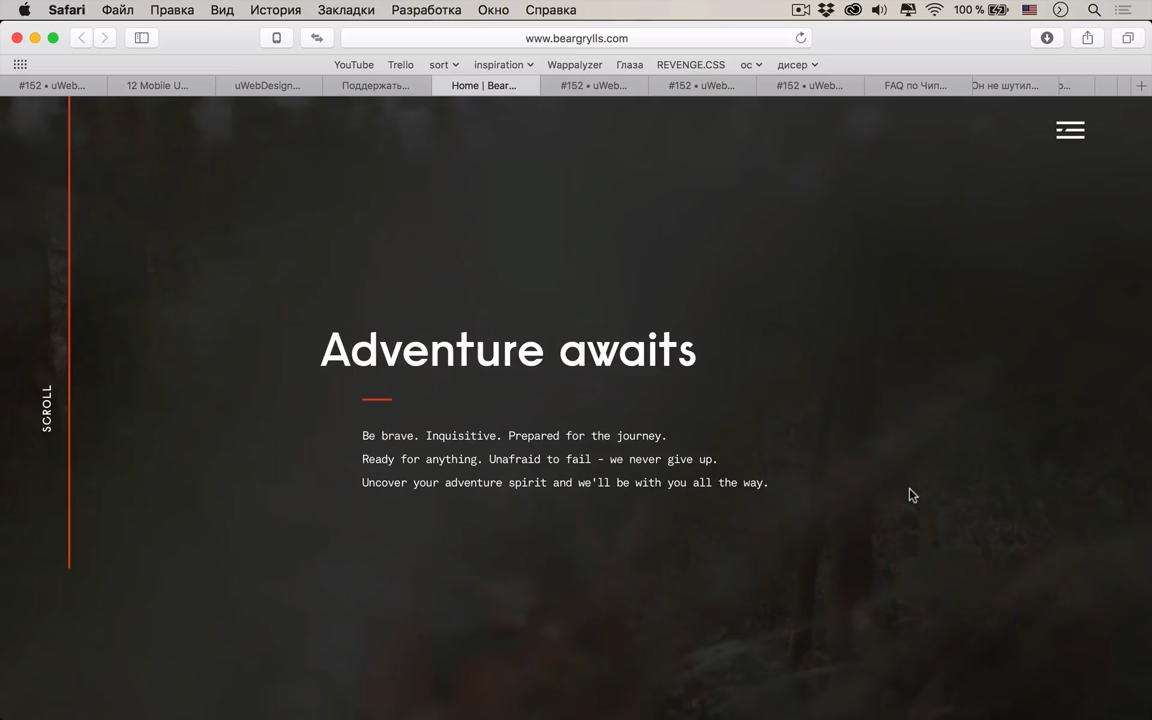 Safari Файл Правка Вид История Закладки Разработка Окно Справка 100 %
www.beargrylls.com
YouTube Trello sort inspiration Wappalyzer Глаза REVENGE.CSS ос дисер
#152 • uWeb... 12 Mobile U... uWebDesign... Поддержать... Home | Bear... #152 • uWeb... #152 • uWeb... #152 • uWeb... FAQ по Чип... Он не шутил...
Adventure awaits
SCROLL
Be brave. Inquisitive. Prepared for the journey.
Ready for anything. Unafraid to fail - we never give up.
Uncover your adventure spirit and we'll be with you all the way.